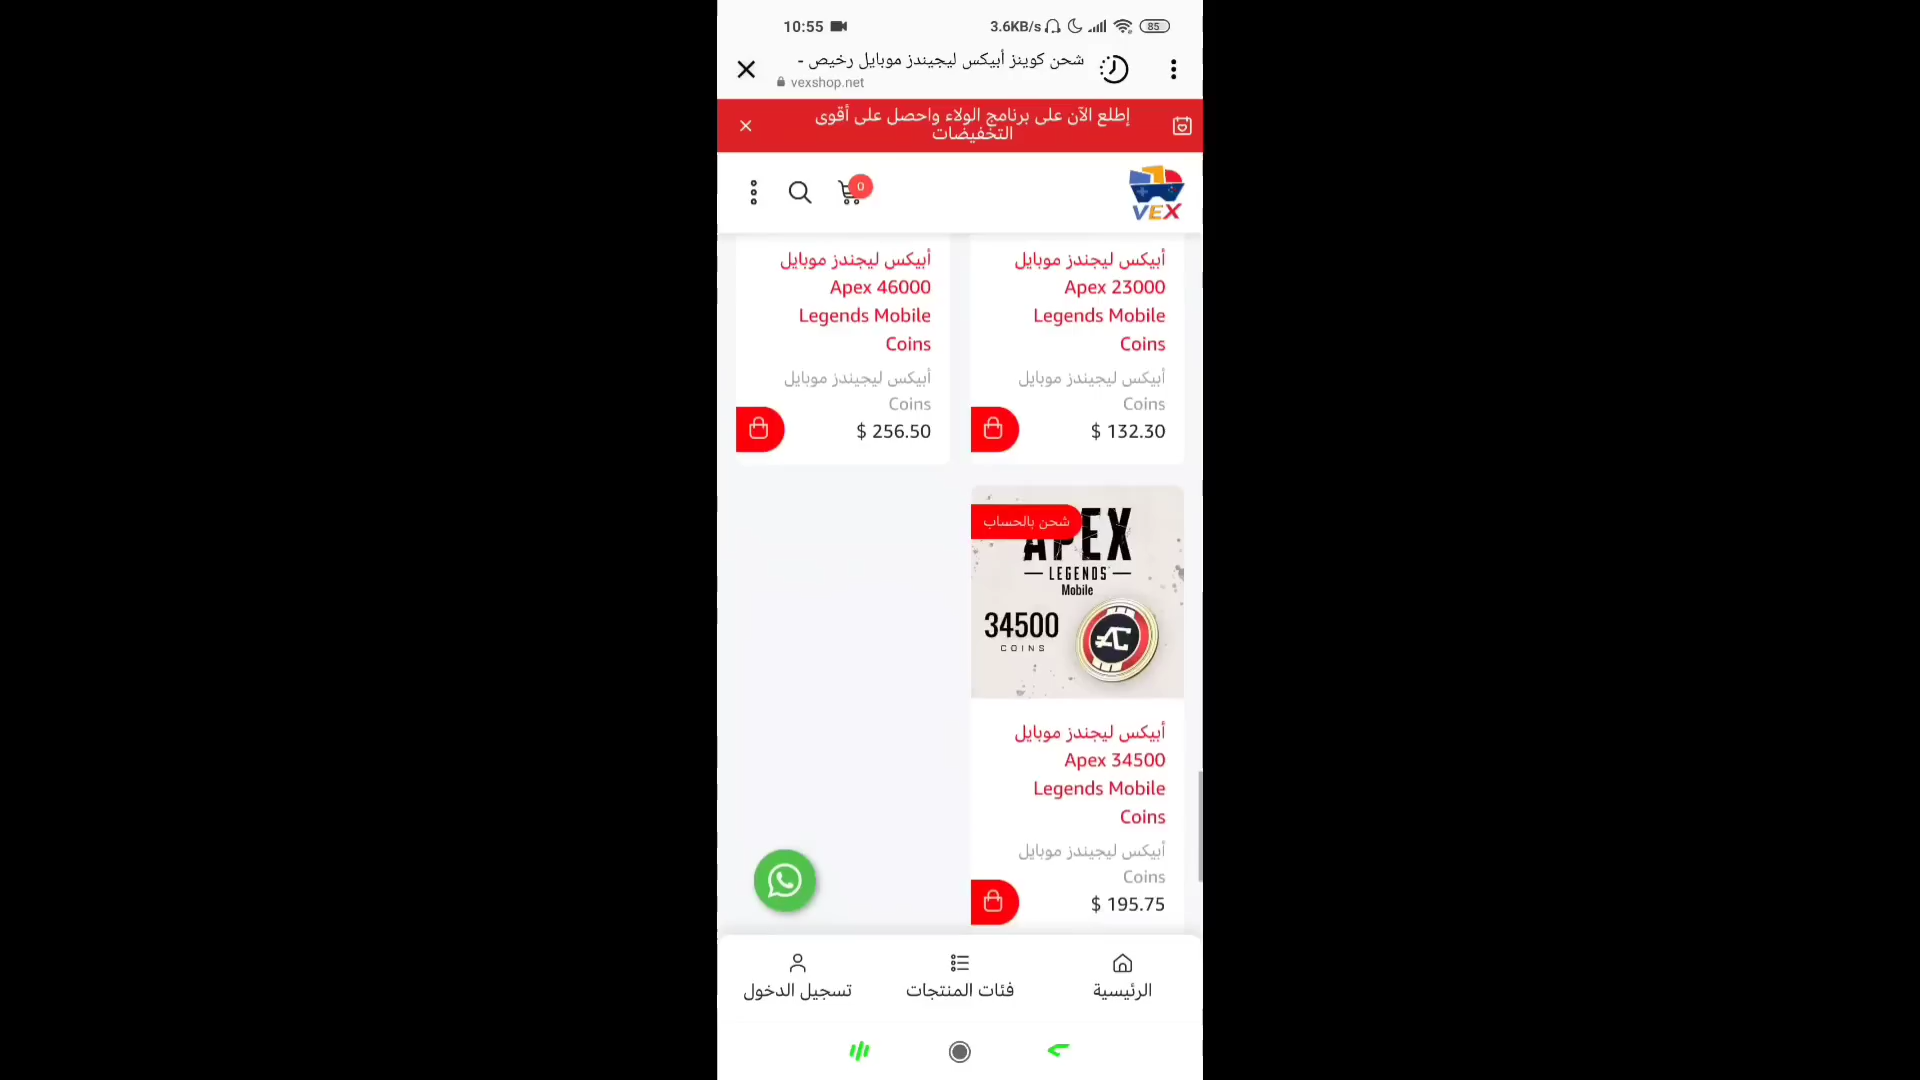 10:55
3.6KB/s
85
شحن كوينز أبيكس ليجيندز موبايل رخيص -
vexshop.net
إطلع الآن على برنامج الولاء واحصل على أقوى
التخفيضات
0
VEX
أبيكس ليجندز موبايل
Apex 23000
Legends Mobile
Coins
أبيكس ليجيندز موبايل
Coins
$ 132.30
أبيكس ليجندز موبايل
Apex 46000
Legends Mobile
Coins
أبيكس ليجيندز موبايل
Coins
$ 256.50
شحن بالحساب
APEX
LEGENDS
Mobile
34500
COINS
أبيكس ليجندز موبايل
Apex 34500
Legends Mobile
Coins
أبيكس ليجيندز موبايل
Coins
$ 195.75
الرئيسية
فئات المنتجات
تسجيل الدخول